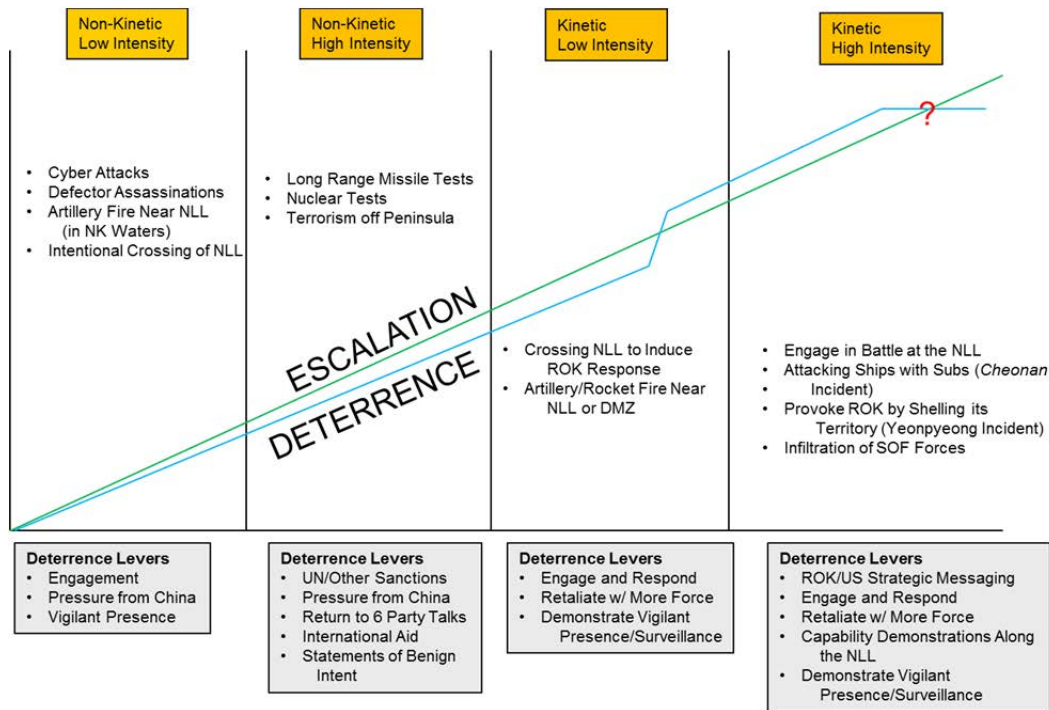 Non-Kinetic
Low Intensity
Non-Kinetic
High Intensity
Kinetic
Low Intensity
Kinetic
High Intensity
• Cyber Attacks
• Defector Assassinations
• Artillery Fire Near NLL
(in NK Waters)
• Intentional Crossing of NLL
• Long Range Missile Tests
• Nuclear Tests
• Terrorism off Peninsula
?
ESCALATION
DETERRENCE
• Crossing NLL to Induce
ROK Response
• Artillery/Rocket Fire Near
NLL or DMZ
• Engage in Battle at the NLL
• Attacking Ships with Subs (Cheonan
• Incident)
• Provoke ROK by Shelling its
Territory (Yeonpyeong Incident)
• Infiltration of SOF Forces
Deterrence Levers
• Engagement
• Pressure from China
• Vigilant Presence
Deterrence Levers
• UN/Other Sanctions
• Pressure from China
• Return to 6 Party Talks
• International Aid
• Statements of Benign
Intent
Deterrence Levers
• Engage and Respond
• Retaliate w/ More Force
• Demonstrate Vigilant
Presence/Surveillance
Deterrence Levers
• ROK/US Strategic Messaging
• Engage and Respond
• Retaliate w/ More Force
• Capability Demonstrations Along
the NLL
• Demonstrate Vigilant
Presence/Surveillance